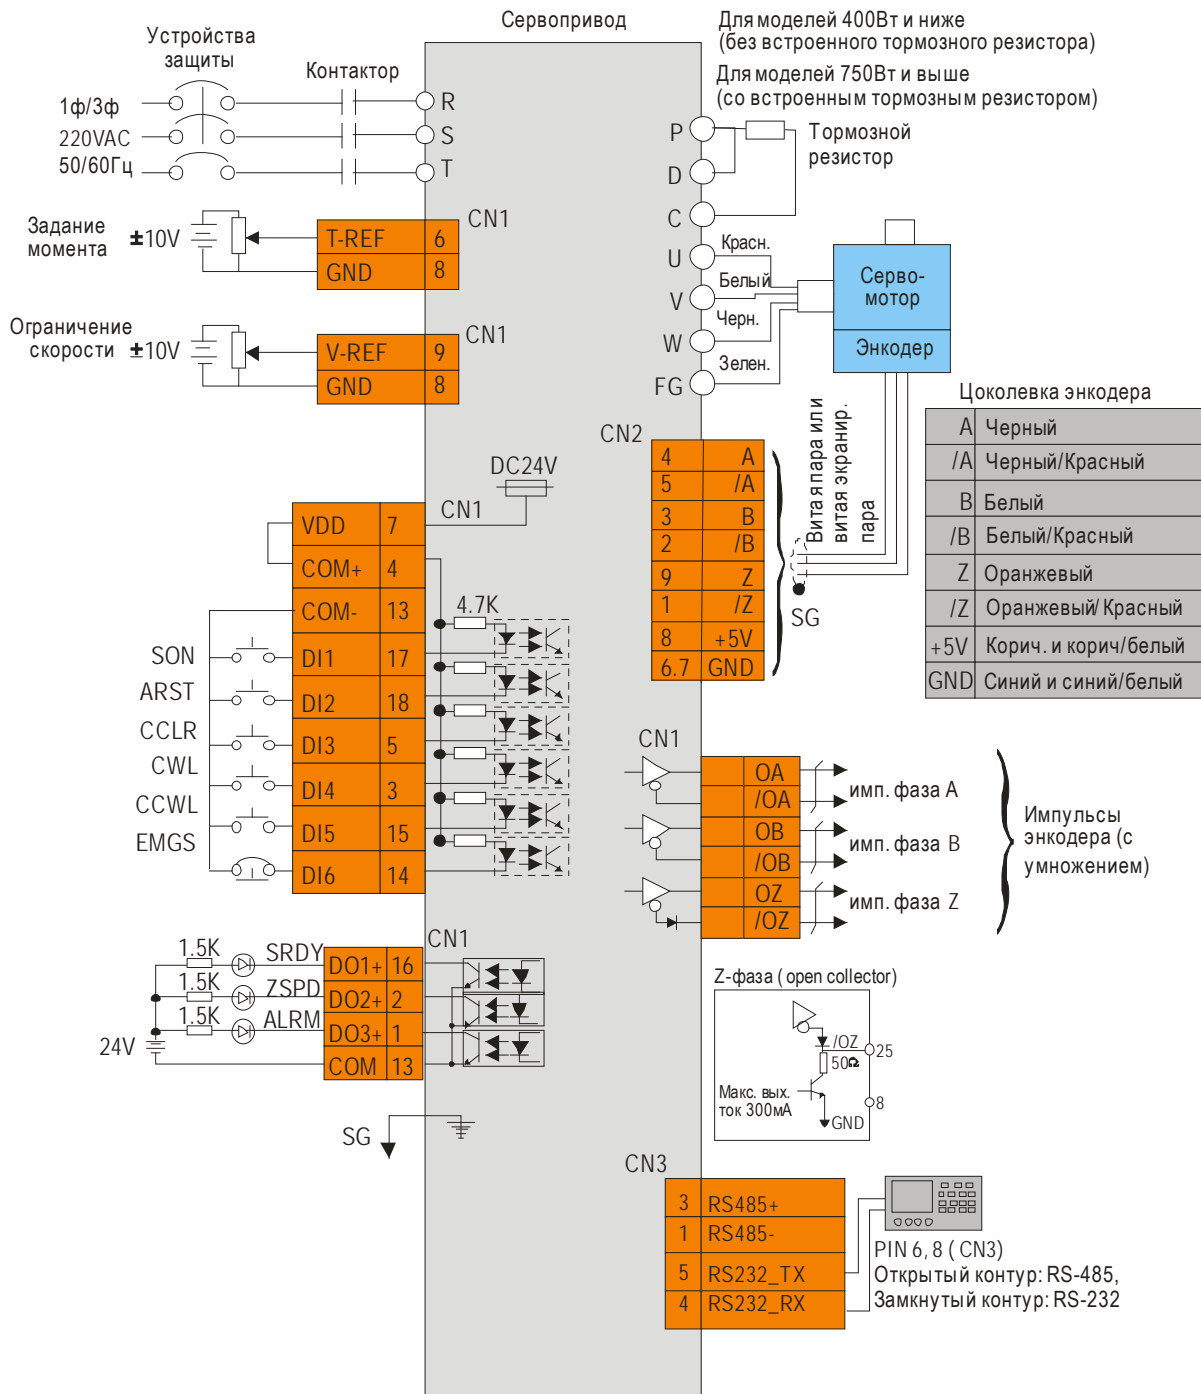 Сервопривод
Для моделей 400Вт и ниже
(без встроенного тормозного резистора)
Для моделей 750Вт и выше
(со встроенным тормозным резистором)
Устройства
защиты
Контактор
1ф/3ф
220VAC
50/60Гц
R
S
T
P
D
C
Тормозной
резистор
Задание
момента
±10V
CN1
T-REF 6
GND 8
Ограничение
скорости
±10V
CN1
V-REF 9
GND 8
U
V
W
FG
Красн.
Белый
Черн.
Зелен.
Серво-
мотор
Энкодер
Витая пара или
витая экранир.
пара
SG
Цоколевка энкодера
A Черный
/A Черный/Красный
B Белый
/B Белый/Красный
Z Оранжевый
/Z Оранжевый/ Красный
+5V Корич. и корич/белый
GND Синий и синий/белый
CN2
4 A
5 /A
3 B
2 /B
9 Z
1 /Z
8 +5V
6.7 GND
DC24V
CN1
VDD 7
COM+ 4
COM- 13
DI1 17
DI2 18
DI3 5
DI4 3
DI5 15
DI6 14
4.7K
SON
ARST
CCLR
CWL
CCWL
EMGS
CN1
OA
/OA
OB
/OB
OZ
/OZ
имп. фаза A
имп. фаза B
имп. фаза Z
Импульсы
энкодера (с
умножением)
CN1
1.5K SRDY
1.5K ZSPD
1.5K ALRM
24V
DO1+ 16
DO2+ 2
DO3+ 1
COM 13
SG
Z-фаза ( open collector)
/OZ
25
50Ω
Макс. вых.
ток 300мА
8
GND
CN3
3 RS485+
1 RS485-
5 RS232_TX
4 RS232_RX
PIN 6, 8 ( CN3)
Открытый контур: RS-485,
Замкнутый контур: RS-232